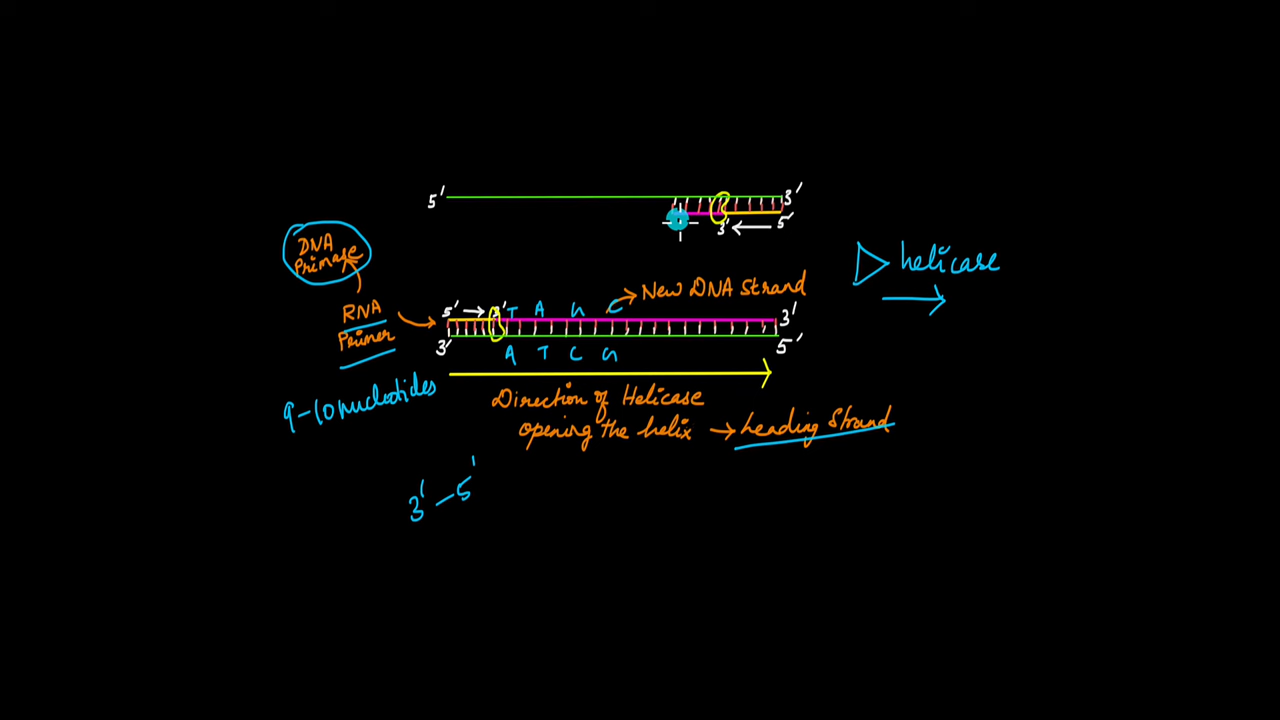 5' 3'
3' 5'
DNA
Primase
▷ helicase
New DNA Strand
RNA
Primer
5' → 3' T A G C 3'
3' A T C G 5'
9-10 nucleotides
Direction of Helicase
opening the helix → Leading Strand
3' - 5'